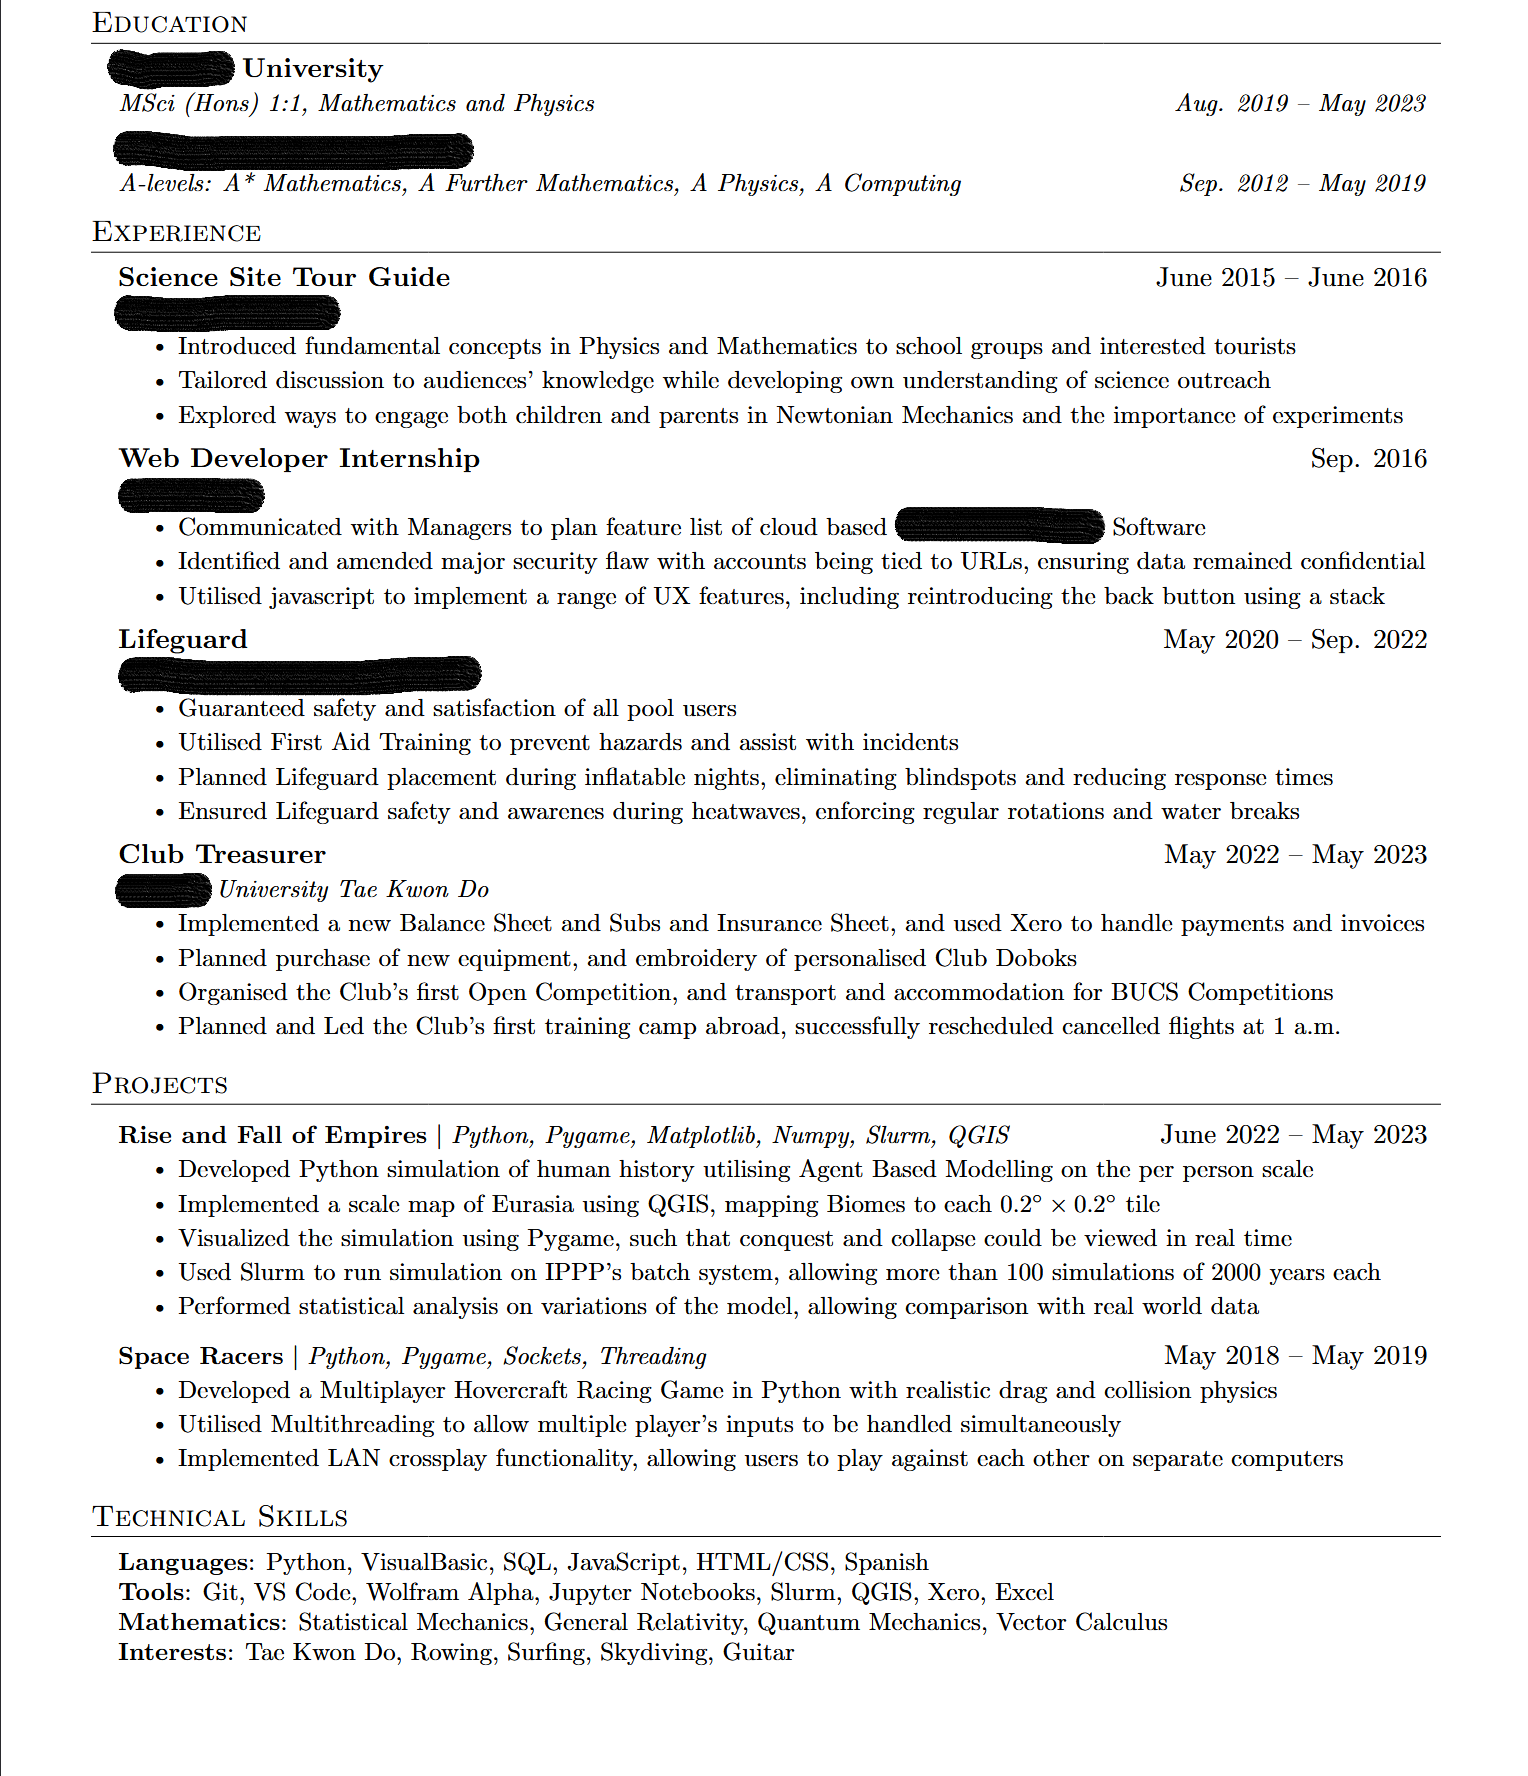 Education
University
MSci (Hons) 1:1, Mathematics and Physics Aug. 2019 – May 2023
A-levels: A* Mathematics, A Further Mathematics, A Physics, A Computing Sep. 2012 – May 2019
Experience
Science Site Tour Guide June 2015 – June 2016
• Introduced fundamental concepts in Physics and Mathematics to school groups and interested tourists
• Tailored discussion to audiences' knowledge while developing own understanding of science outreach
• Explored ways to engage both children and parents in Newtonian Mechanics and the importance of experiments
Web Developer Internship Sep. 2016
• Communicated with Managers to plan feature list of cloud based Software
• Identified and amended major security flaw with accounts being tied to URLs, ensuring data remained confidential
• Utilised javascript to implement a range of UX features, including reintroducing the back button using a stack
Lifeguard May 2020 – Sep. 2022
• Guaranteed safety and satisfaction of all pool users
• Utilised First Aid Training to prevent hazards and assist with incidents
• Planned Lifeguard placement during inflatable nights, eliminating blindspots and reducing response times
• Ensured Lifeguard safety and awarenes during heatwaves, enforcing regular rotations and water breaks
Club Treasurer May 2022 – May 2023
University Tae Kwon Do
• Implemented a new Balance Sheet and Subs and Insurance Sheet, and used Xero to handle payments and invoices
• Planned purchase of new equipment, and embroidery of personalised Club Doboks
• Organised the Club's first Open Competition, and transport and accommodation for BUCS Competitions
• Planned and Led the Club's first training camp abroad, successfully rescheduled cancelled flights at 1 a.m.
Projects
Rise and Fall of Empires | Python, Pygame, Matplotlib, Numpy, Slurm, QGIS June 2022 – May 2023
• Developed Python simulation of human history utilising Agent Based Modelling on the per person scale
• Implemented a scale map of Eurasia using QGIS, mapping Biomes to each 0.2° × 0.2° tile
• Visualized the simulation using Pygame, such that conquest and collapse could be viewed in real time
• Used Slurm to run simulation on IPPP's batch system, allowing more than 100 simulations of 2000 years each
• Performed statistical analysis on variations of the model, allowing comparison with real world data
Space Racers | Python, Pygame, Sockets, Threading May 2018 – May 2019
• Developed a Multiplayer Hovercraft Racing Game in Python with realistic drag and collision physics
• Utilised Multithreading to allow multiple player's inputs to be handled simultaneously
• Implemented LAN crossplay functionality, allowing users to play against each other on separate computers
Technical Skills
Languages: Python, VisualBasic, SQL, JavaScript, HTML/CSS, Spanish
Tools: Git, VS Code, Wolfram Alpha, Jupyter Notebooks, Slurm, QGIS, Xero, Excel
Mathematics: Statistical Mechanics, General Relativity, Quantum Mechanics, Vector Calculus
Interests: Tae Kwon Do, Rowing, Surfing, Skydiving, Guitar